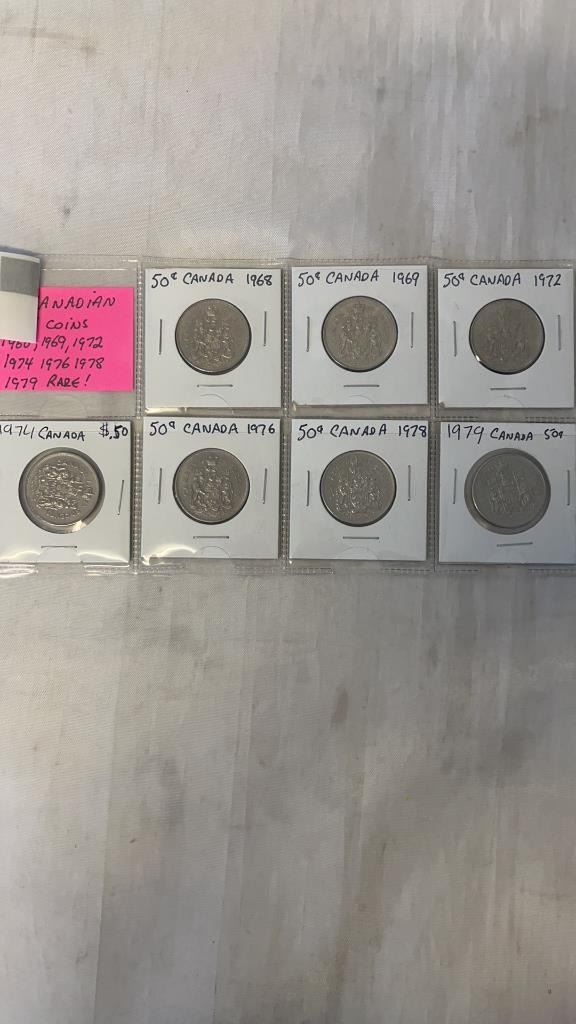 50¢ CANADA 1968
50¢ CANADA 1969
50¢ CANADA 1972
ANADIAN
COINS
1969, 1972
1974 1976 1978
1979 RARE!
1974 CANADA $.50
50¢ CANADA 1976
50¢ CANADA 1978
1979 CANADA 50¢